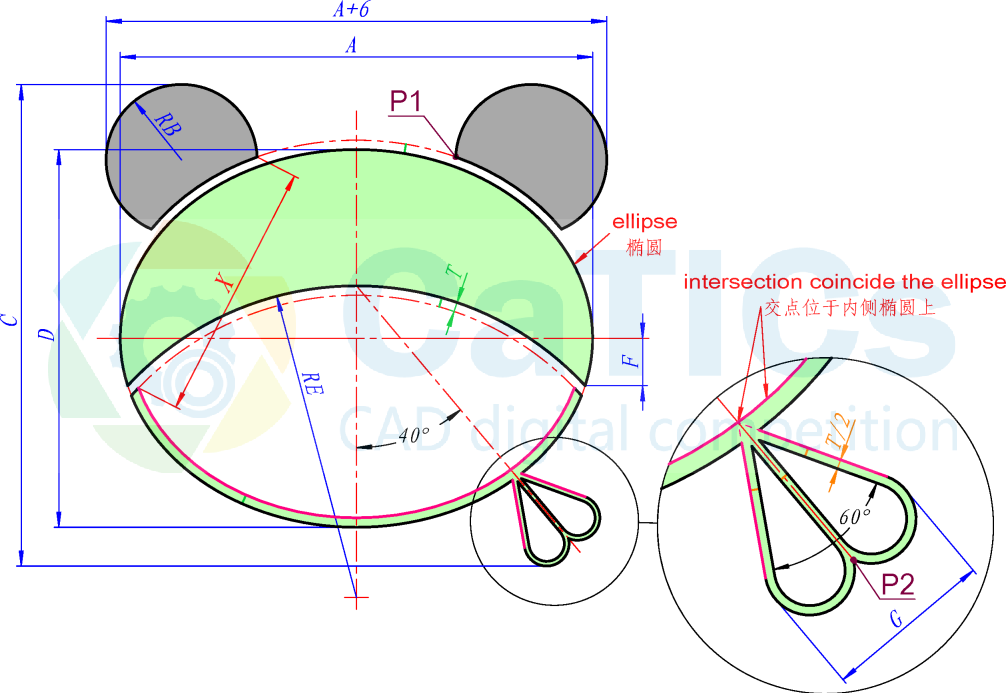 A+6
A
P1
RB
ellipse
椭圆
X
T
intersection coincide the ellipse
交点位于内侧椭圆上
C
D
F
RE
CaTICs
CAD digital competition
40°
T/2
60°
P2
G